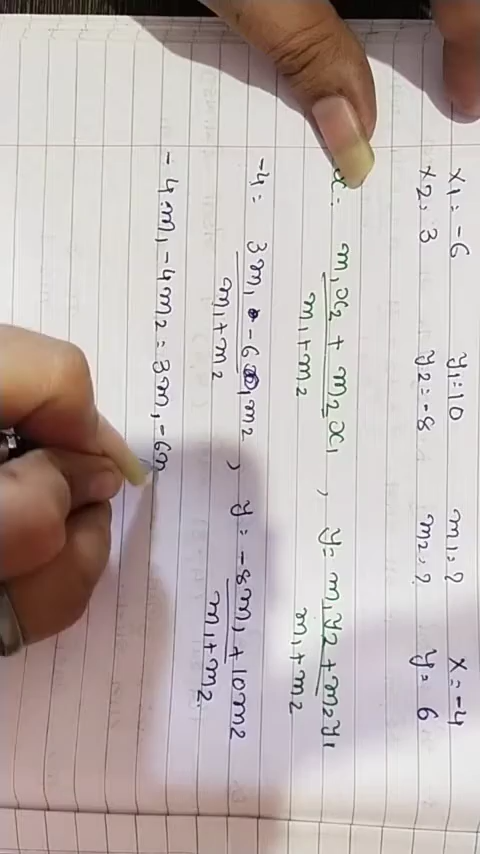 x1 = -6 y1 = 10 m1 = ? x = -4
x2 = 3 y2 = -8 m2 = ? y = 6
x = m1x2 + m2x1 / m1 + m2 , y = m1y2 + m2y1 / m1 + m2
-4 = 3m1 - 6m2 / m1 + m2 , y = -8m1 + 10m2 / m1 + m2
-4m1 - 4m2 = 3m1 - 6m